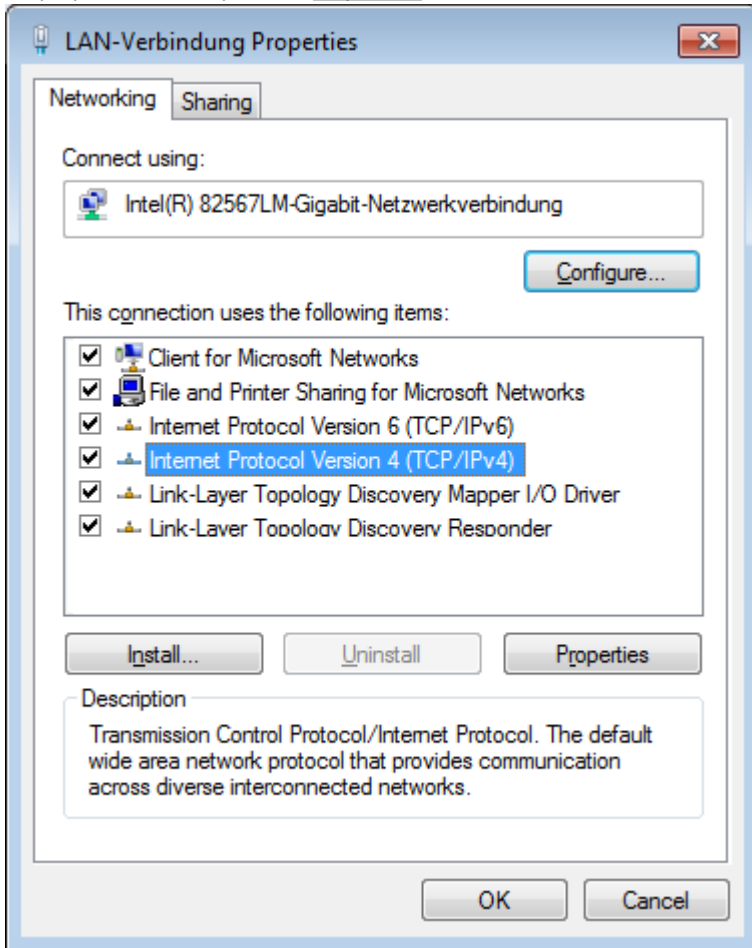 LAN-Verbindung Properties
Networking
Sharing
Connect using:
Intel(R) 82567LM-Gigabit-Netzwerkverbindung
Configure...
This connection uses the following items:
Client for Microsoft Networks
File and Printer Sharing for Microsoft Networks
Internet Protocol Version 6 (TCP/IPv6)
Internet Protocol Version 4 (TCP/IPv4)
Link-Layer Topology Discovery Mapper I/O Driver
Link-Layer Topology Discovery Responder
Install...
Uninstall
Properties
Description
Transmission Control Protocol/Internet Protocol. The default
wide area network protocol that provides communication
across diverse interconnected networks.
OK
Cancel